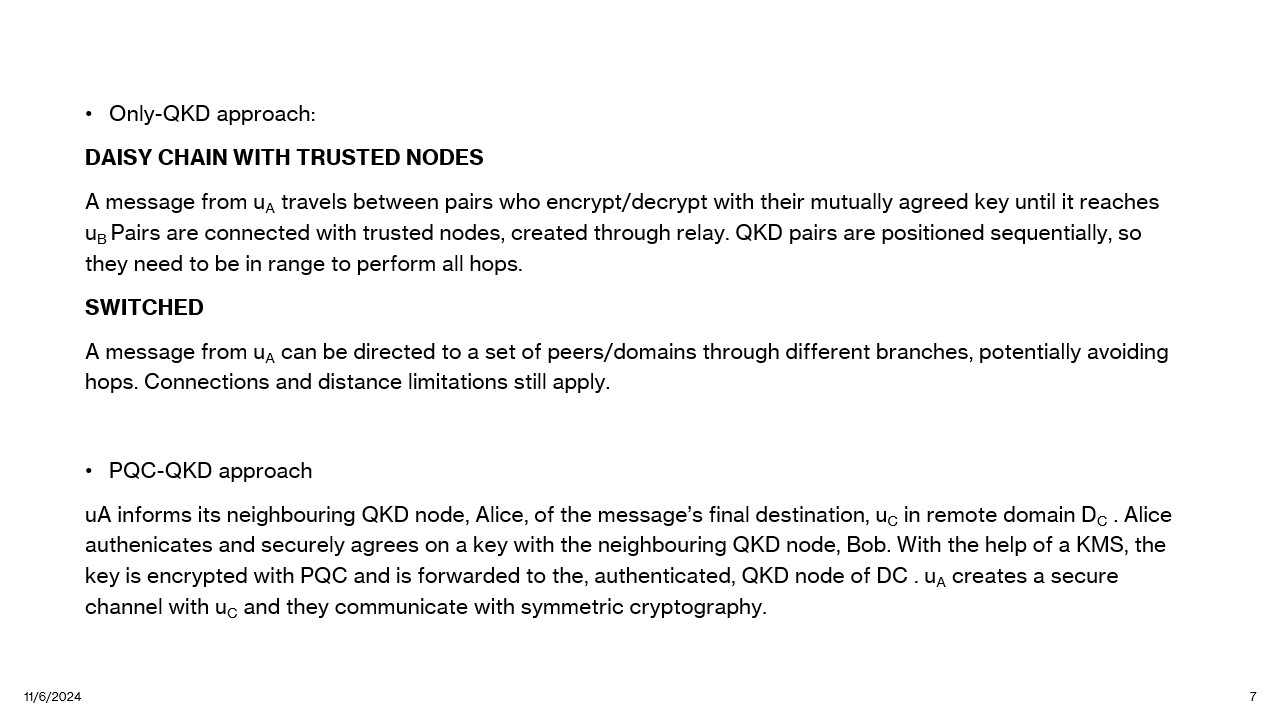 • Only-QKD approach:
DAISY CHAIN WITH TRUSTED NODES
A message from uA travels between pairs who encrypt/decrypt with their mutually agreed key until it reaches
uB Pairs are connected with trusted nodes, created through relay. QKD pairs are positioned sequentially, so
they need to be in range to perform all hops.
SWITCHED
A message from uA can be directed to a set of peers/domains through different branches, potentially avoiding
hops. Connections and distance limitations still apply.
• PQC-QKD approach
uA informs its neighbouring QKD node, Alice, of the message’s final destination, uC in remote domain DC . Alice
authenicates and securely agrees on a key with the neighbouring QKD node, Bob. With the help of a KMS, the
key is encrypted with PQC and is forwarded to the, authenticated, QKD node of DC . uA creates a secure
channel with uC and they communicate with symmetric cryptography.
11/6/2024
7